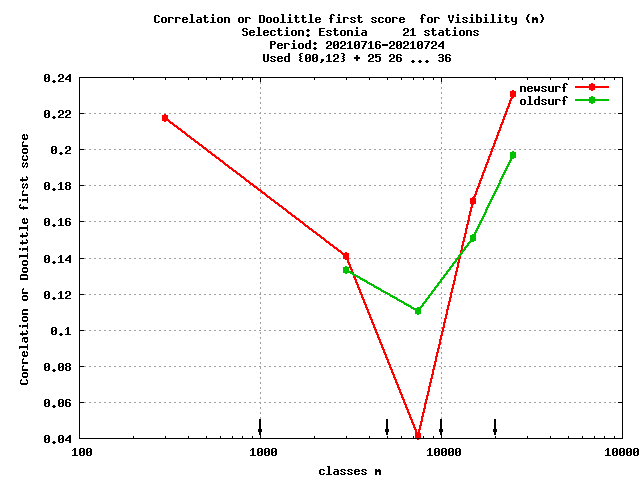 Correlation or Doolittle first score  for Visibility (m)
Selection: Estonia     21 stations
Period: 20210716-20210724
Used {00,12} + 25 26 ... 36
newsurf
oldsurf
Correlation or Doolittle first score
0.24
0.22
0.2
0.18
0.16
0.14
0.12
0.1
0.08
0.06
0.04
100
1000
10000
10000
classes m